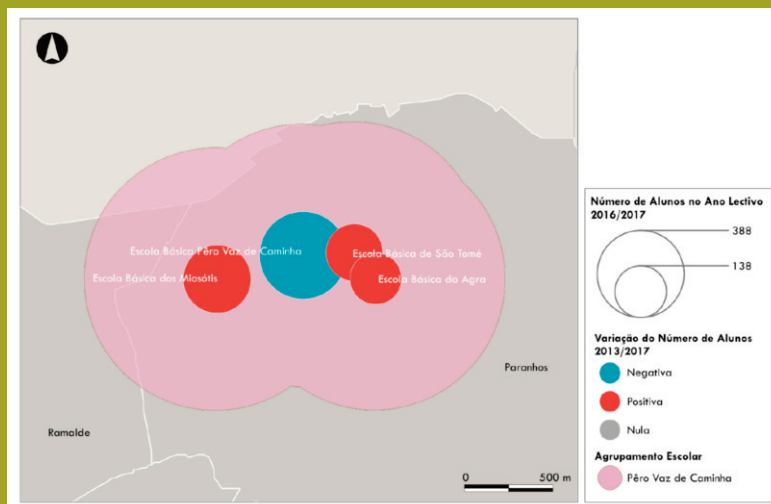 Escola Básica Pêro Vaz de Caminha
Escola Básica de São Tomé
Escola Básica dos Miosótis
Escola Básica da Agra
Paranhos
Ramalde
0 500 m
Número de Alunos no Ano Lectivo
2016/2017
388
138
Variação do Número de Alunos
2013/2017
Negativa
Positiva
Nula
Agrupamento Escolar
Pêro Vaz de Caminha